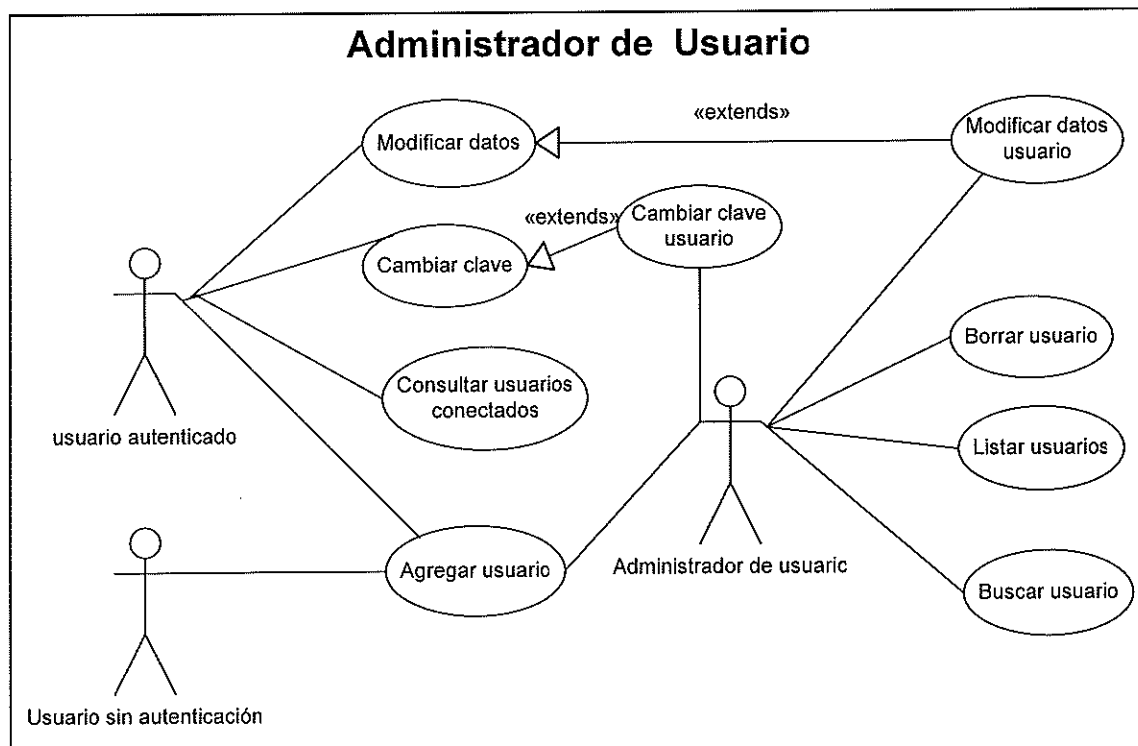 Administrador de Usuario
«extends»
Modificar datos
Modificar datos
usuario
«extends»
Cambiar clave
usuario
Cambiar clave
Borrar usuario
Consultar usuarios
conectados
usuario autenticado
Listar usuarios
Agregar usuario
Administrador de usuaric
Buscar usuario
Usuario sin autenticación